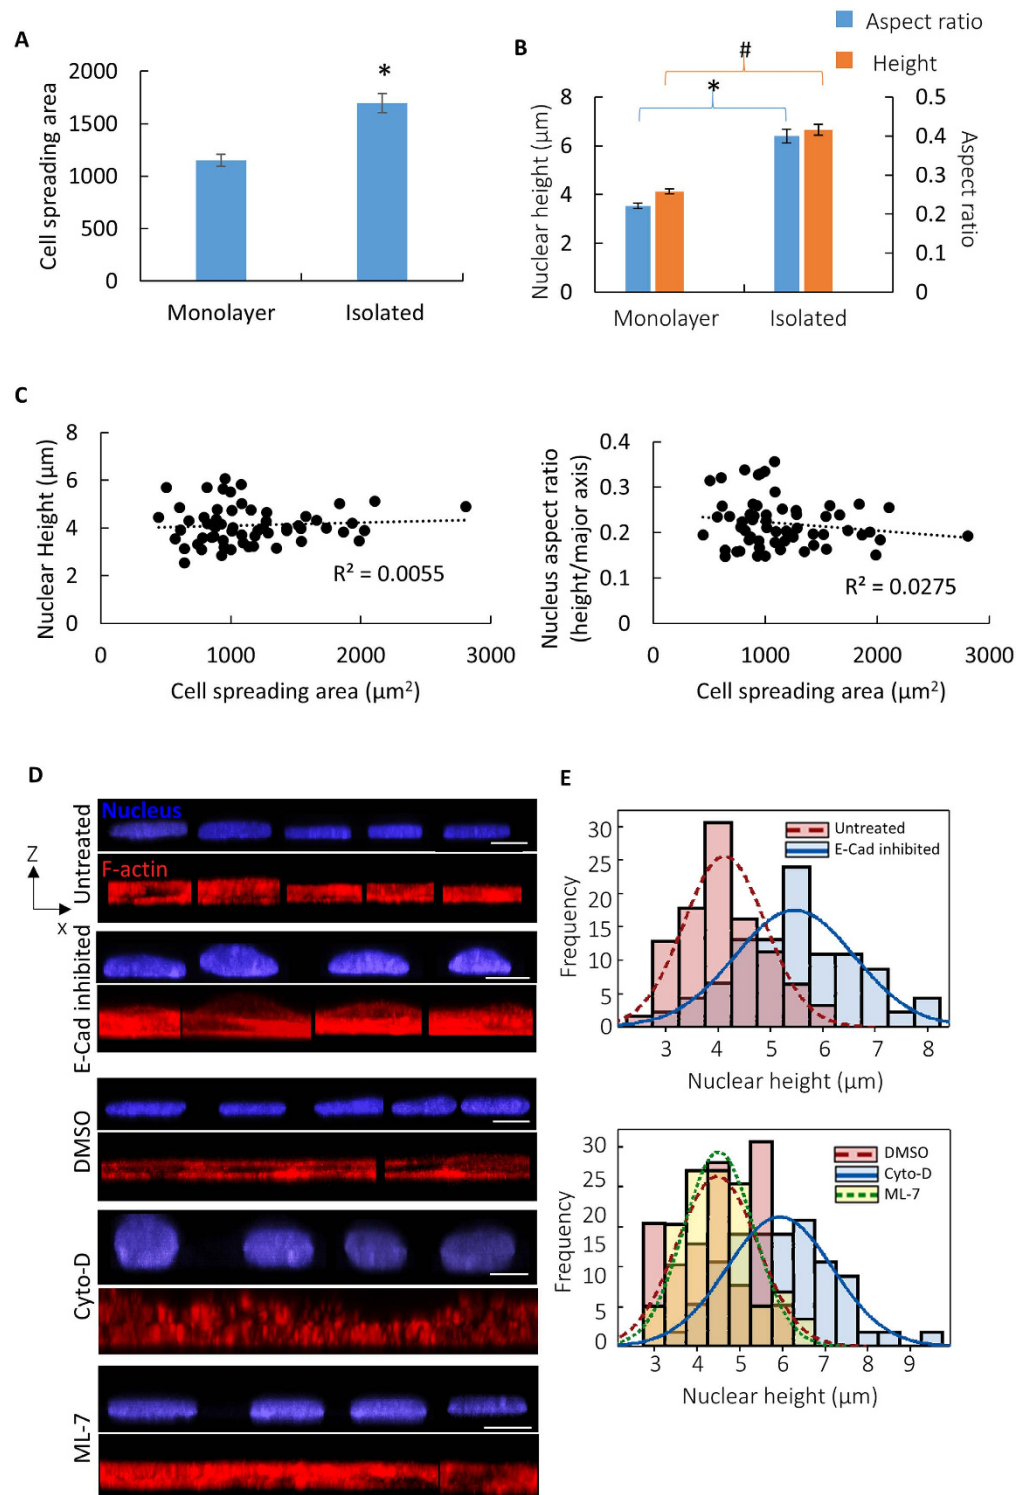 A
Cell spreading area
2000
1500
1000
500
0
*
Monolayer
Isolated
B
Aspect ratio
Height
#
*
Nuclear height (µm)
8
6
4
2
0
0.5
0.4
0.3
0.2
0.1
0
Aspect ratio
Monolayer
Isolated
C
Nuclear Height (µm)
8
6
4
2
0
R² = 0.0055
0
1000
2000
3000
Cell spreading area (µm²)
Nucleus aspect ratio
(height/major axis)
0.4
0.3
0.2
0.1
0
R² = 0.0275
0
1000
2000
3000
Cell spreading area (µm²)
D
Z
x
Untreated
Nucleus
F-actin
E-Cad inhibited
DMSO
Cyto-D
ML-7
E
Frequency
30
25
20
15
10
5
0
Untreated
E-Cad inhibited
3
4
5
6
7
8
Nuclear height (µm)
Frequency
30
25
20
10
5
0
DMSO
Cyto-D
ML-7
3
4
5
6
7
8
9
Nuclear height (µm)